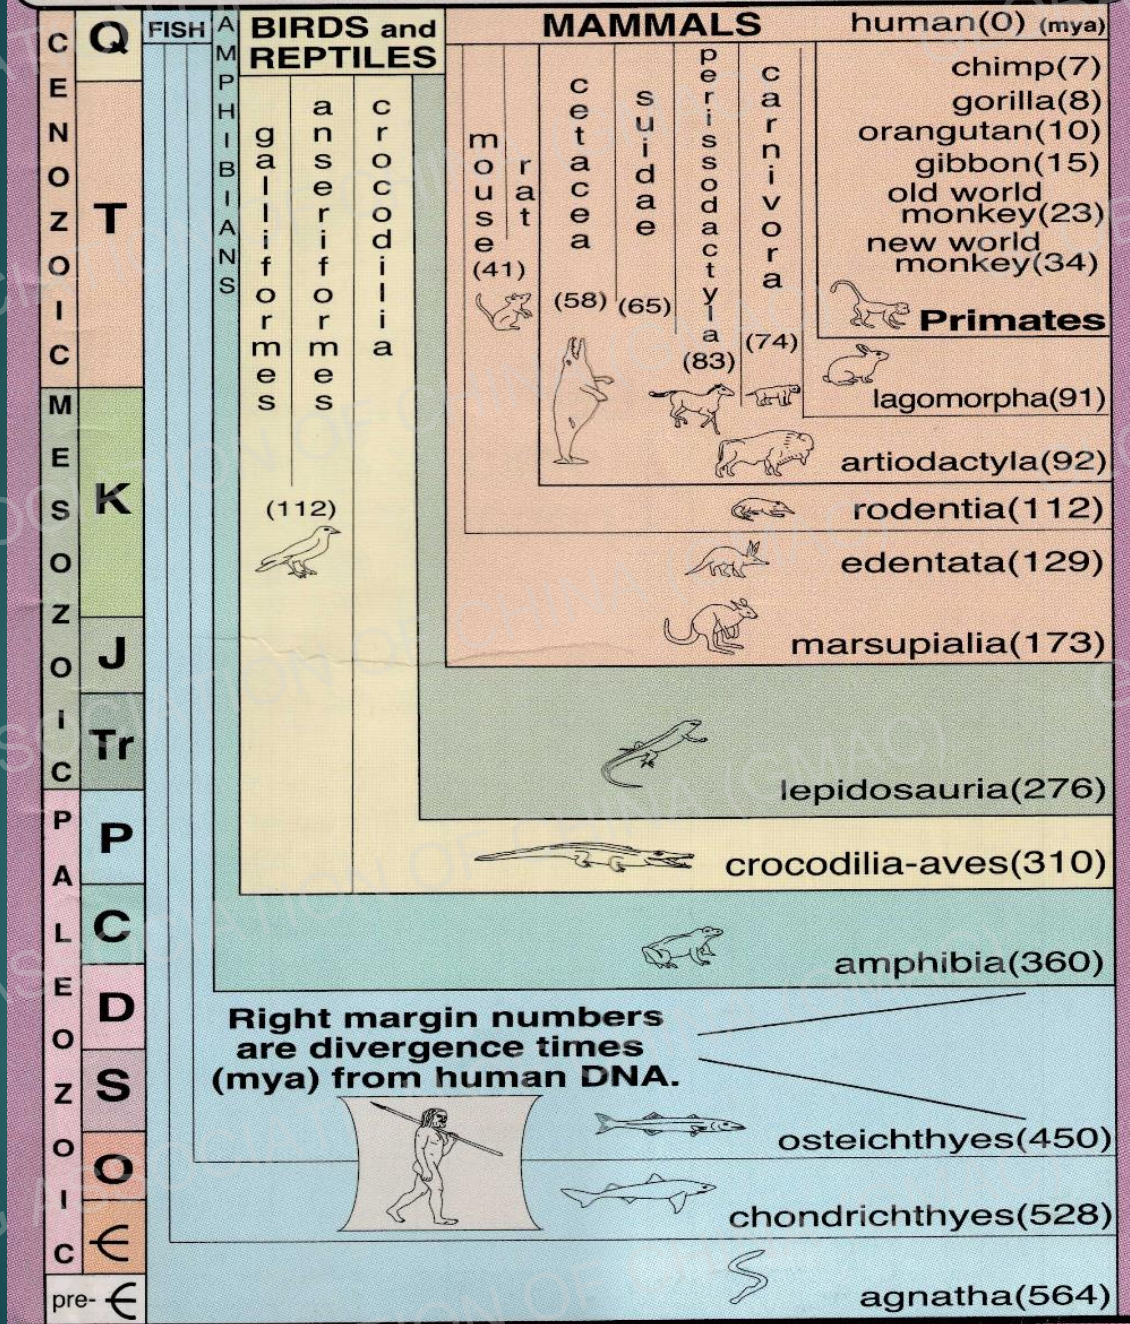 CENOZOIC
MESOZOIC
PALEOZOIC
Q
T
K
J
Tr
P
C
D
S
O
Є
pre-Є
FISH
AMPHIBIANS
BIRDS and
REPTILES
galliformes
anseriformes
crocodilia
(112)
MAMMALS
human(0) (mya)
mouse
rat
(41)
cetacea
(58)
suidae
(65)
perissodactyla
(83)
carnivora
(74)
chimp(7)
gorilla(8)
orangutan(10)
gibbon(15)
old world
monkey(23)
new world
monkey(34)
Primates
lagomorpha(91)
artiodactyla(92)
rodentia(112)
edentata(129)
marsupialia(173)
lepidosauria(276)
crocodilia-aves(310)
amphibia(360)
Right margin numbers
are divergence times
(mya) from human DNA.
osteichthyes(450)
chondrichthyes(528)
agnatha(564)